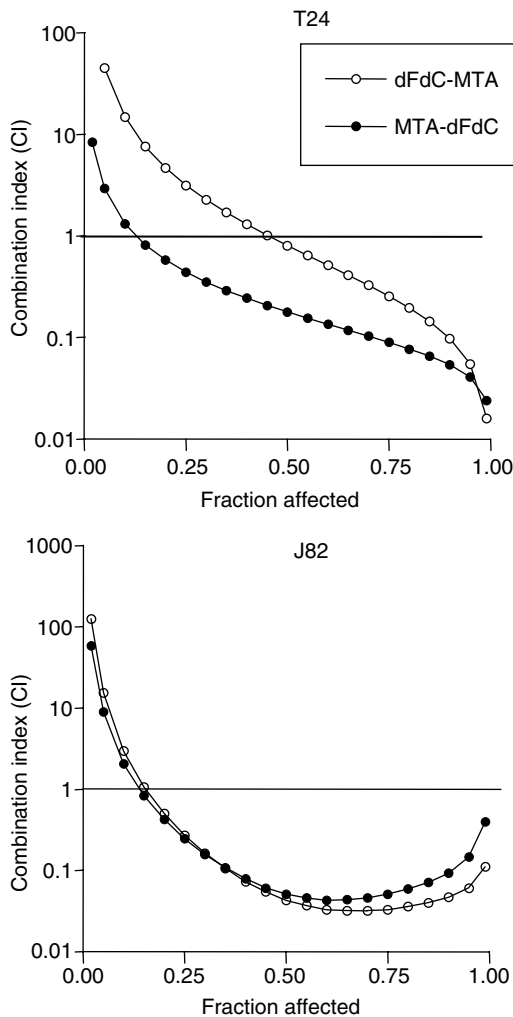 T24
dFdC-MTA
MTA-dFdC
Combination index (CI)
100
10
1
0.1
0.01
0.00 0.25 0.50 0.75 1.00
Fraction affected
J82
Combination index (CI)
1000
100
10
1
0.1
0.01
0.00 0.25 0.50 0.75 1.00
Fraction affected